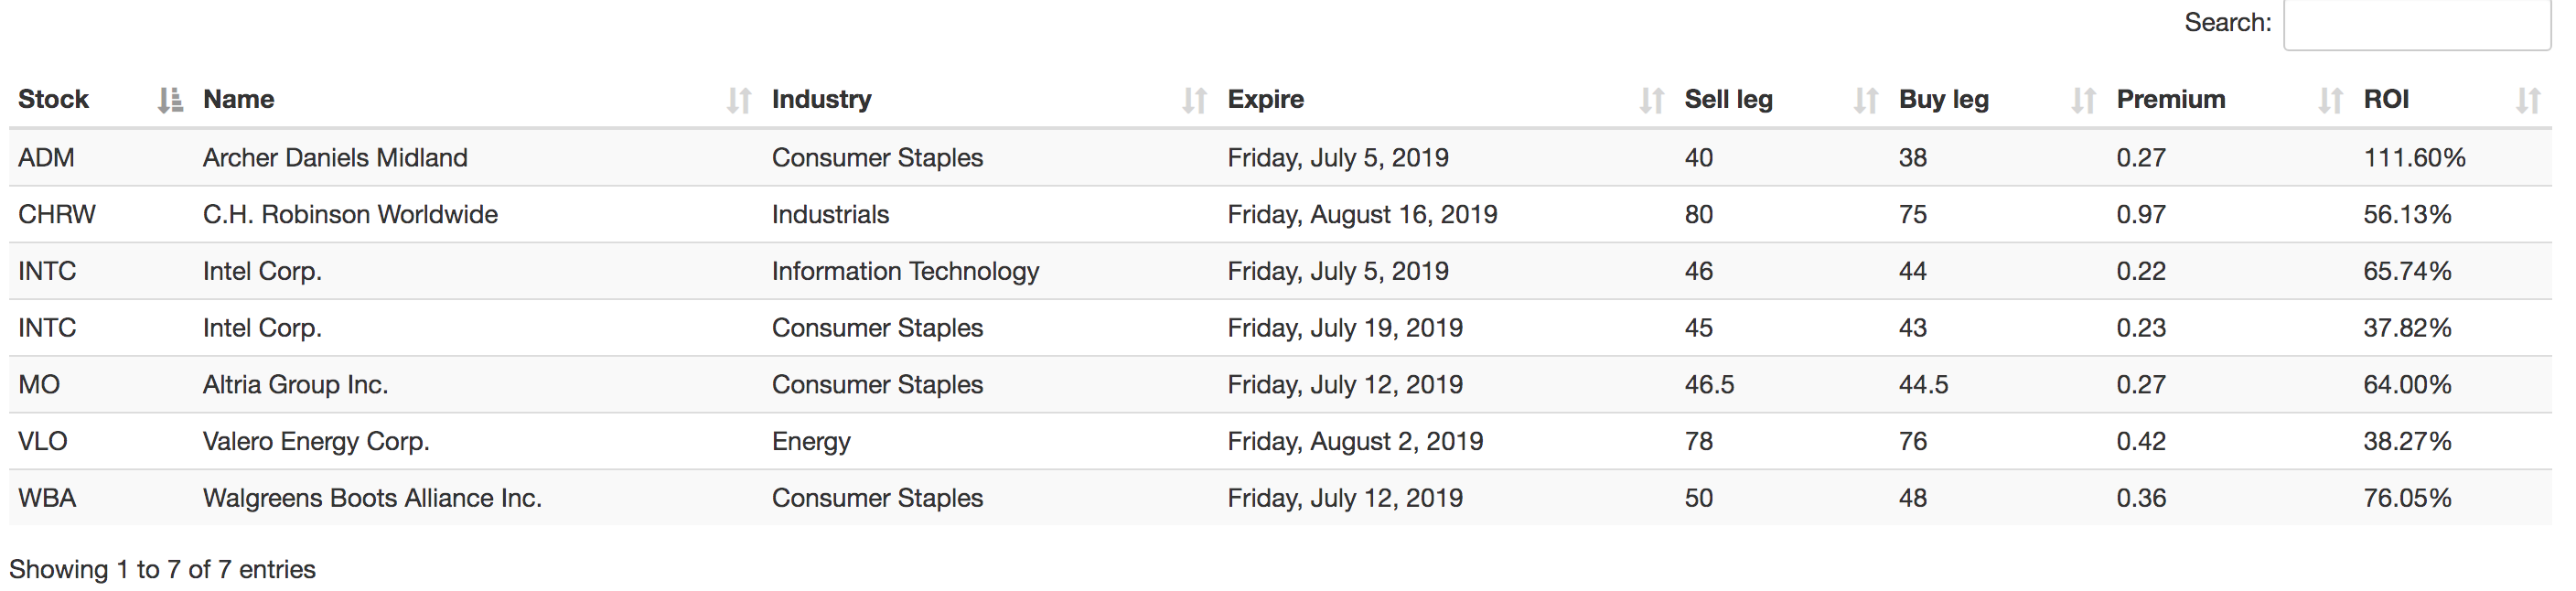 Search:
Stock Name Industry Expire Sell leg Buy leg Premium ROI
ADM Archer Daniels Midland Consumer Staples Friday, July 5, 2019 40 38 0.27 111.60%
CHRW C.H. Robinson Worldwide Industrials Friday, August 16, 2019 80 75 0.97 56.13%
INTC Intel Corp. Information Technology Friday, July 5, 2019 46 44 0.22 65.74%
INTC Intel Corp. Consumer Staples Friday, July 19, 2019 45 43 0.23 37.82%
MO Altria Group Inc. Consumer Staples Friday, July 12, 2019 46.5 44.5 0.27 64.00%
VLO Valero Energy Corp. Energy Friday, August 2, 2019 78 76 0.42 38.27%
WBA Walgreens Boots Alliance Inc. Consumer Staples Friday, July 12, 2019 50 48 0.36 76.05%
Showing 1 to 7 of 7 entries